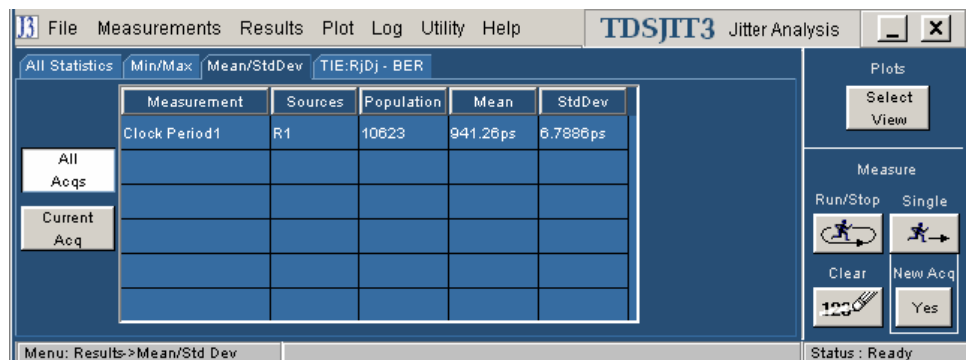 J3 File Measurements Results Plot Log Utility Help TDSJIT3 Jitter Analysis
All Statistics Min/Max Mean/StdDev TIE:RjDj - BER
Measurement Sources Population Mean StdDev
Clock Period1 R1 10623 941.26ps 6.7886ps
All
Acqs
Current
Acq
Plots
Select
View
Measure
Run/Stop Single
Clear New Acq
123 Yes
Menu: Results->Mean/Std Dev Status : Ready